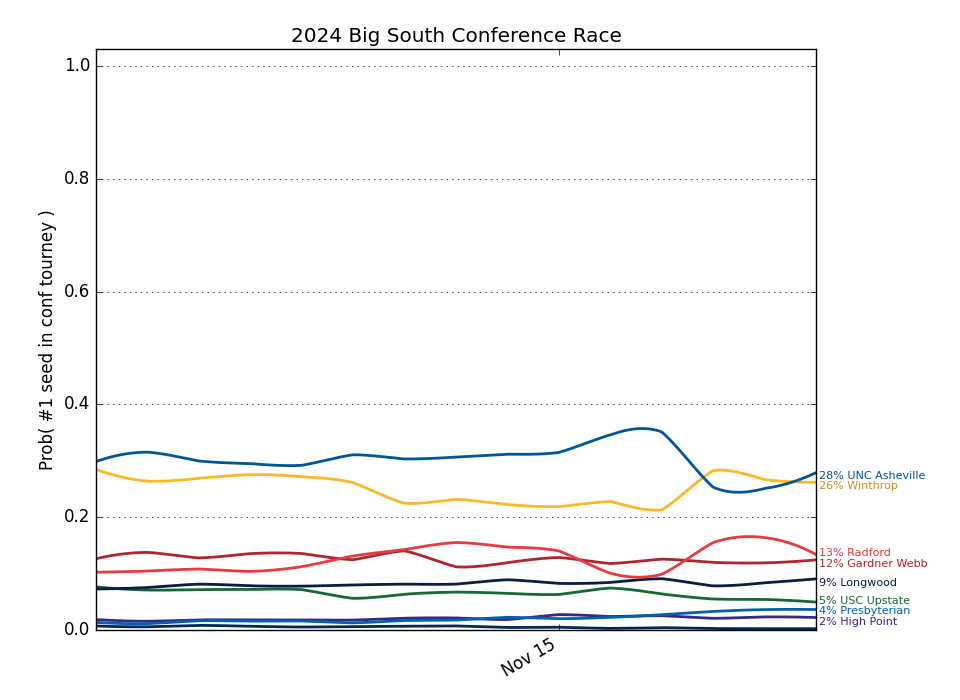 2024 Big South Conference Race
Prob( #1 seed in conf tourney )
1.0
0.8
0.6
0.4
0.2
0.0
Nov 15
28% UNC Asheville
26% Winthrop
13% Radford
12% Gardner Webb
9% Longwood
5% USC Upstate
4% Presbyterian
2% High Point